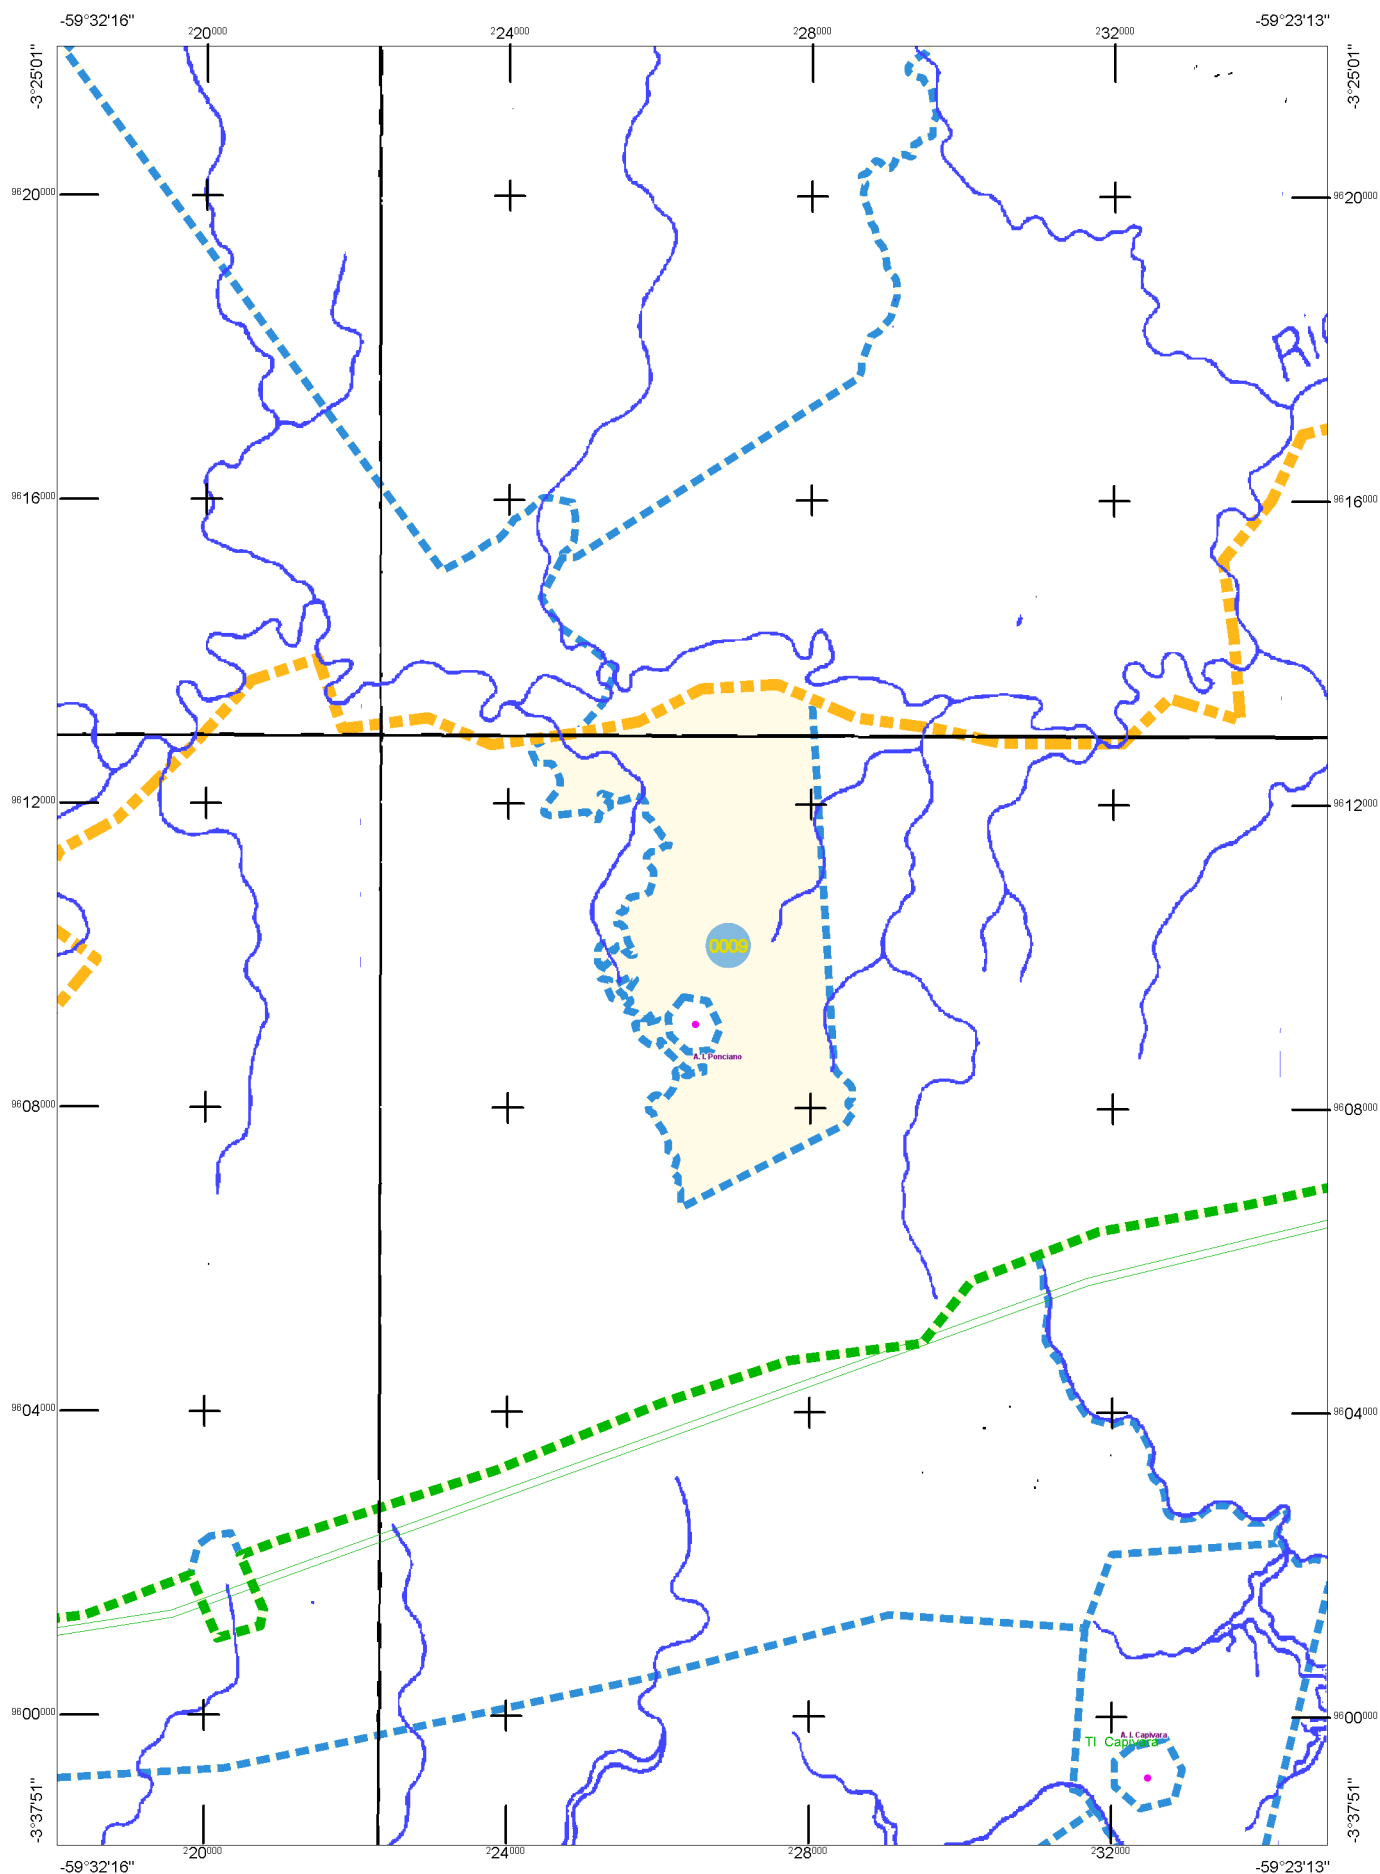 -59°32'16" -59°23'13"
220000 224000 228000 232000
-3°25'01" -3°25'01"
9620000 9620000
RI
9616000 9616000
9612000 9612000
0009
A. I. Ponciano
9608000 9608000
9604000 9604000
9600000 9600000
A. I. Capivara
TI Capivara
-3°37'51" -3°37'51"
220000 224000 228000 232000
-59°32'16" -59°23'13"